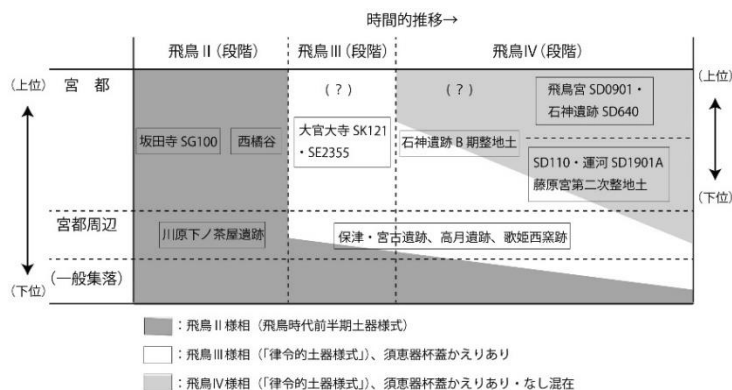 時間的推移→
飛鳥Ⅱ（段階）
飛鳥Ⅲ（段階）
飛鳥Ⅳ（段階）
（上位）
宮　都
（？）
（？）
飛鳥宮 SD0901・
石神遺跡 SD640
（上位）
坂田寺 SG100
西橘谷
大官大寺 SK121
・SE2355
石神遺跡 B 期整地土
SD110・運河 SD1901A
藤原宮第二次整地土
（下位）
宮都周辺
川原下ノ茶屋遺跡
保津・宮古遺跡、高月遺跡、歌姫西窯跡
（一般集落）
（下位）
：飛鳥Ⅱ様相（飛鳥時代前半期土器様式）
：飛鳥Ⅲ様相（「律令的土器様式」）、須恵器杯蓋かえりあり
：飛鳥Ⅳ様相（「律令的土器様式」）、須恵器杯蓋かえりあり・なし混在